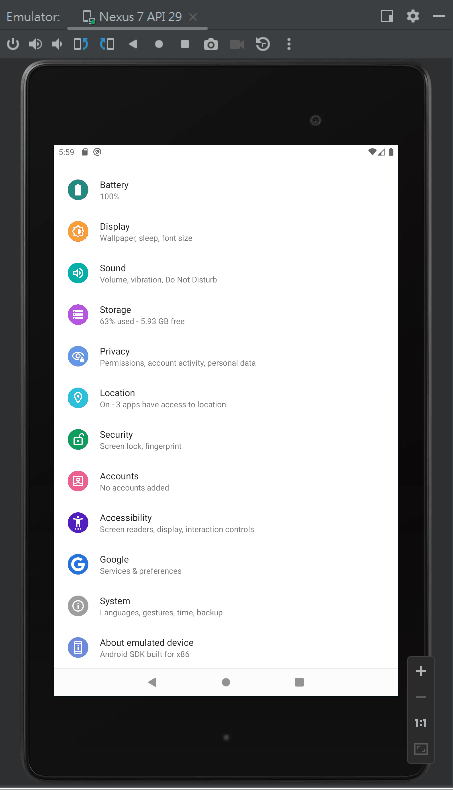 Emulator: Nexus 7 API 29
5:59
Battery
100%
Display
Wallpaper, sleep, font size
Sound
Volume, vibration, Do Not Disturb
Storage
63% used - 5.93 GB free
Privacy
Permissions, account activity, personal data
Location
On - 3 apps have access to location
Security
Screen lock, fingerprint
Accounts
No accounts added
Accessibility
Screen readers, display, interaction controls
Google
Services & preferences
System
Languages, gestures, time, backup
About emulated device
Android SDK built for x86
1:1